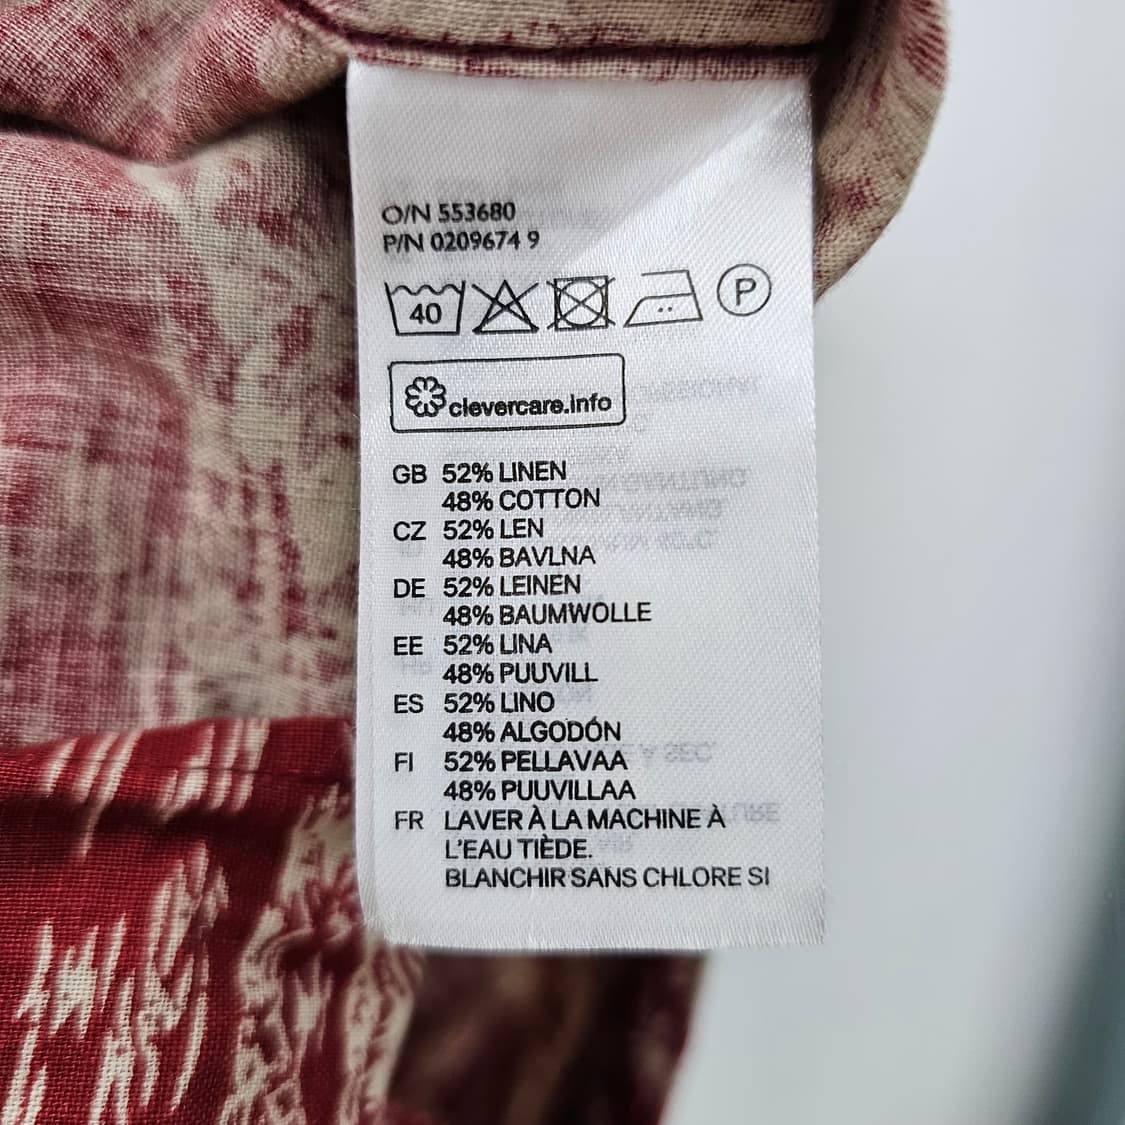 O/N 553680
P/N 0209674 9
40
P
clevercare.info
GB 52% LINEN
48% COTTON
CZ 52% LEN
48% BAVLNA
DE 52% LEINEN
48% BAUMWOLLE
EE 52% LINA
48% PUUVILL
ES 52% LINO
48% ALGODÓN
FI 52% PELLAVAA
48% PUUVILLAA
FR LAVER À LA MACHINE À
L'EAU TIÈDE.
BLANCHIR SANS CHLORE SI